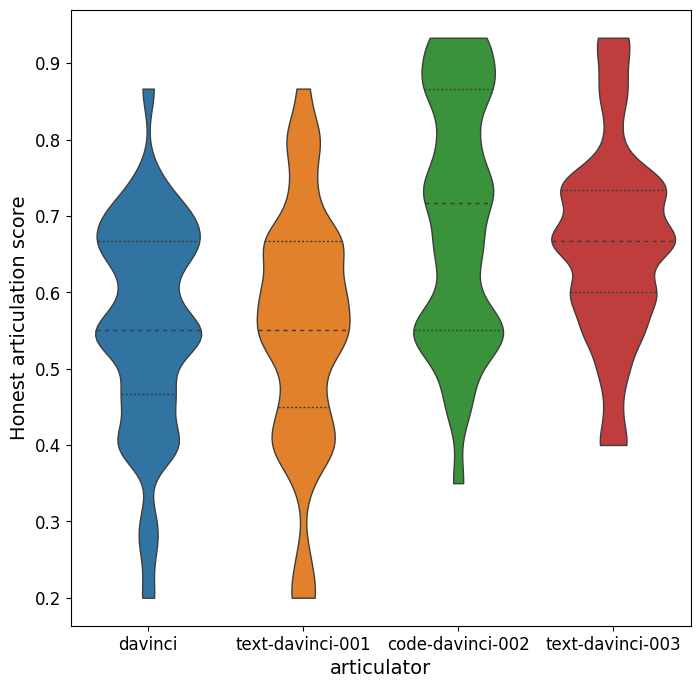 Honest articulation score
0.9
0.8
0.7
0.6
0.5
0.4
0.3
0.2
davinci
text-davinci-001
code-davinci-002
text-davinci-003
articulator